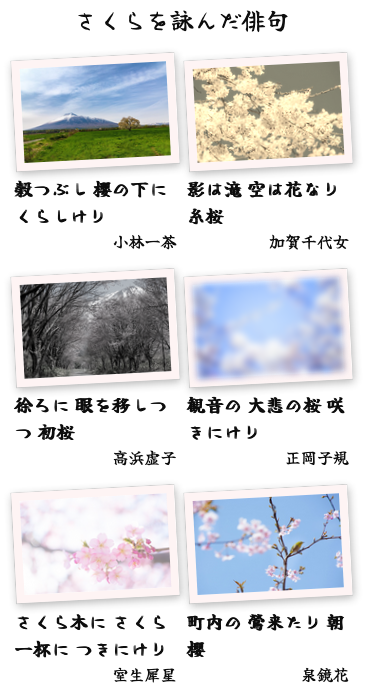 さくらを詠んだ俳句
穀つぶし 櫻の下に
くらしけり
小林一茶
影は滝 空は花なり
糸桜
加賀千代女
徐ろに 眼を移しつ
つ 初桜
高浜虚子
観音の 大悲の桜 咲
きにけり
正岡子規
さくら木に さくら
一杯に つきにけり
室生犀星
町内の 鶯来たり 朝
櫻
泉鏡花